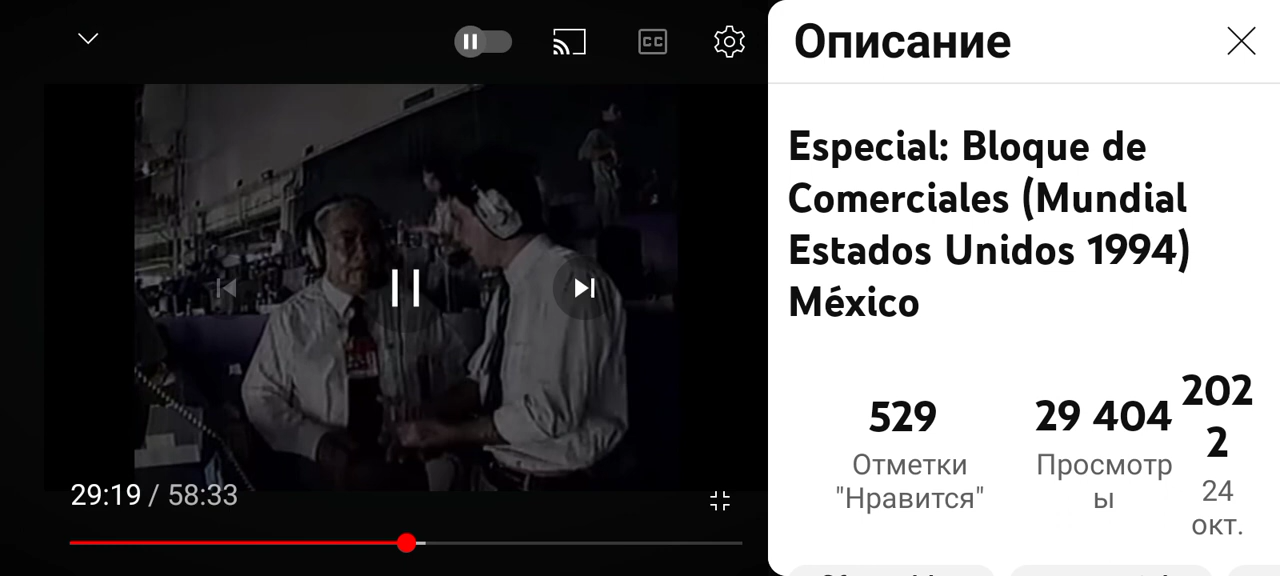 CC
29:19 / 58:33
Описание
Especial: Bloque de
Comerciales (Mundial
Estados Unidos 1994)
México
529
Отметки
"Нравится"
29 404
Просмотр
ы
202
2
24
окт.